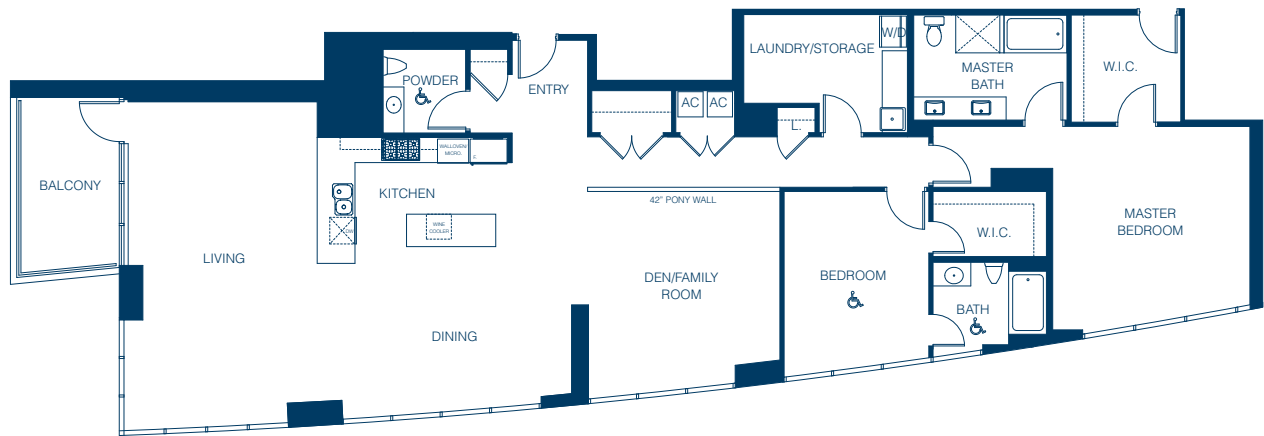 LAUNDRY/STORAGE
W/D
MASTER
BATH
W.I.C.
POWDER
ENTRY
AC
AC
L.
WALLOVEN/
MICRO.
F.
BALCONY
KITCHEN
42" PONY WALL
WINE
COOLER
DW
LIVING
DEN/FAMILY
ROOM
BEDROOM
W.I.C.
MASTER
BEDROOM
BATH
DINING